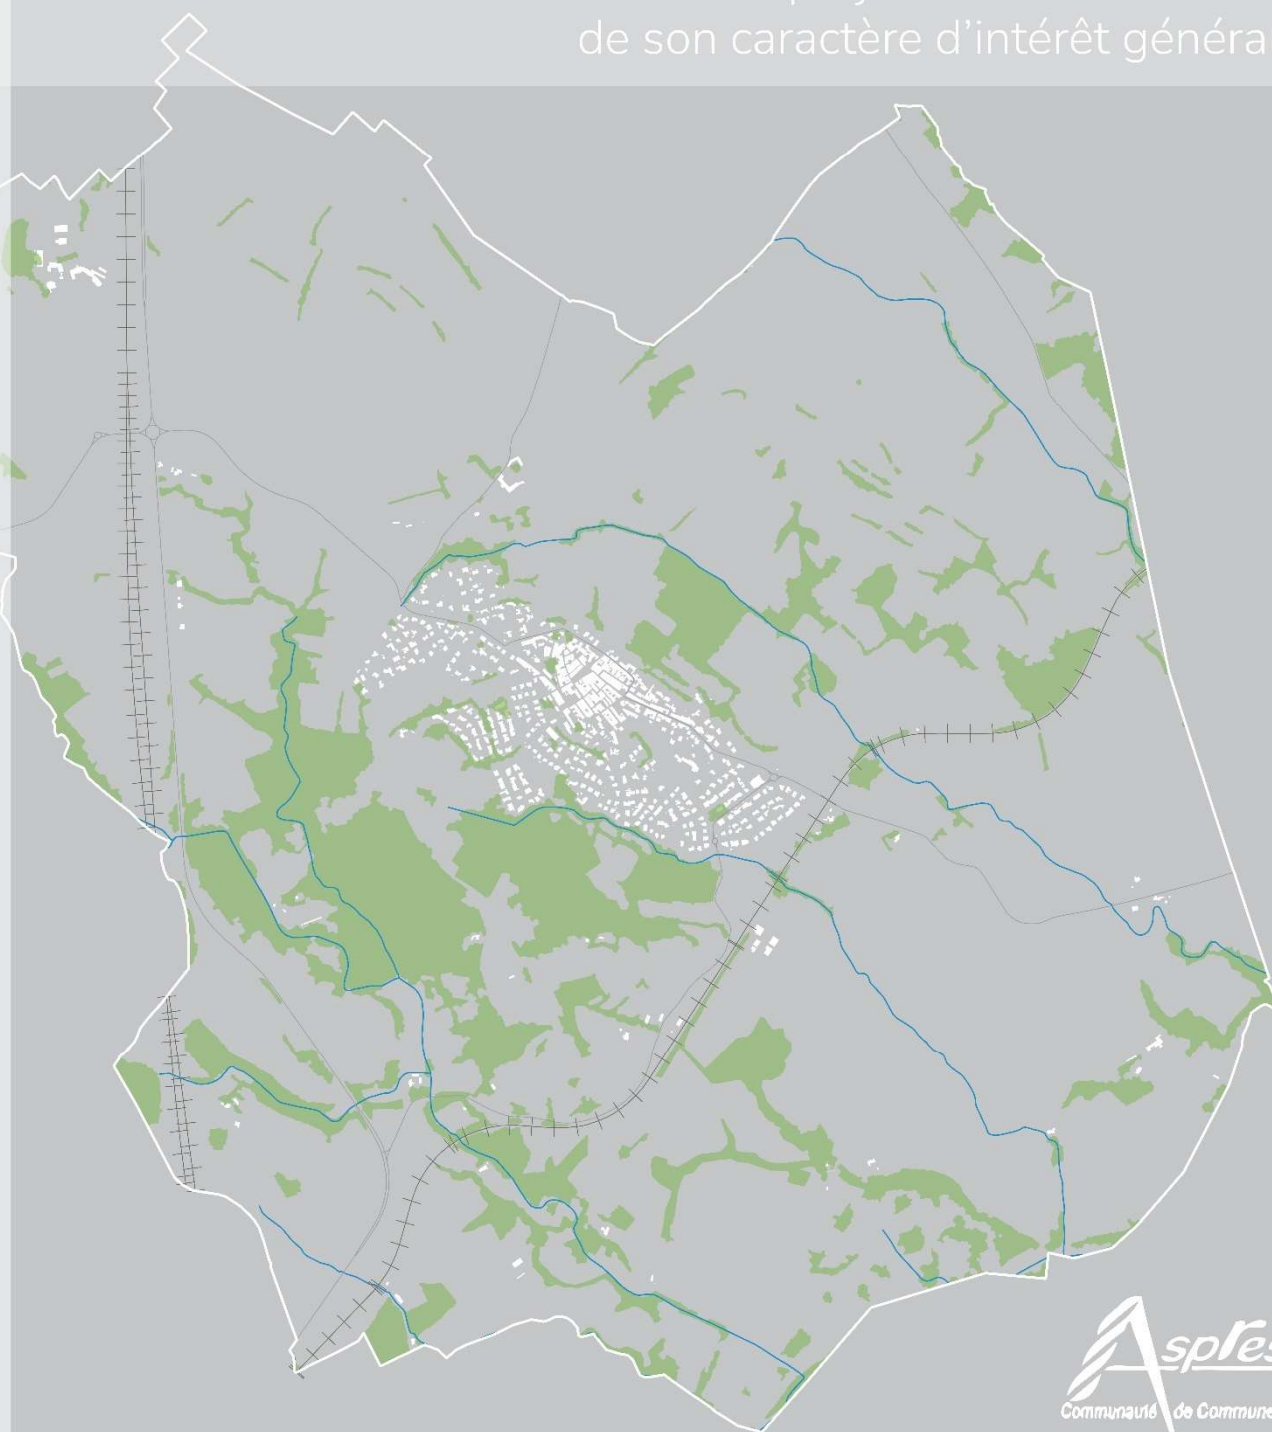 de son caractère d'intérêt généra
Aspres
Communauté de Commune